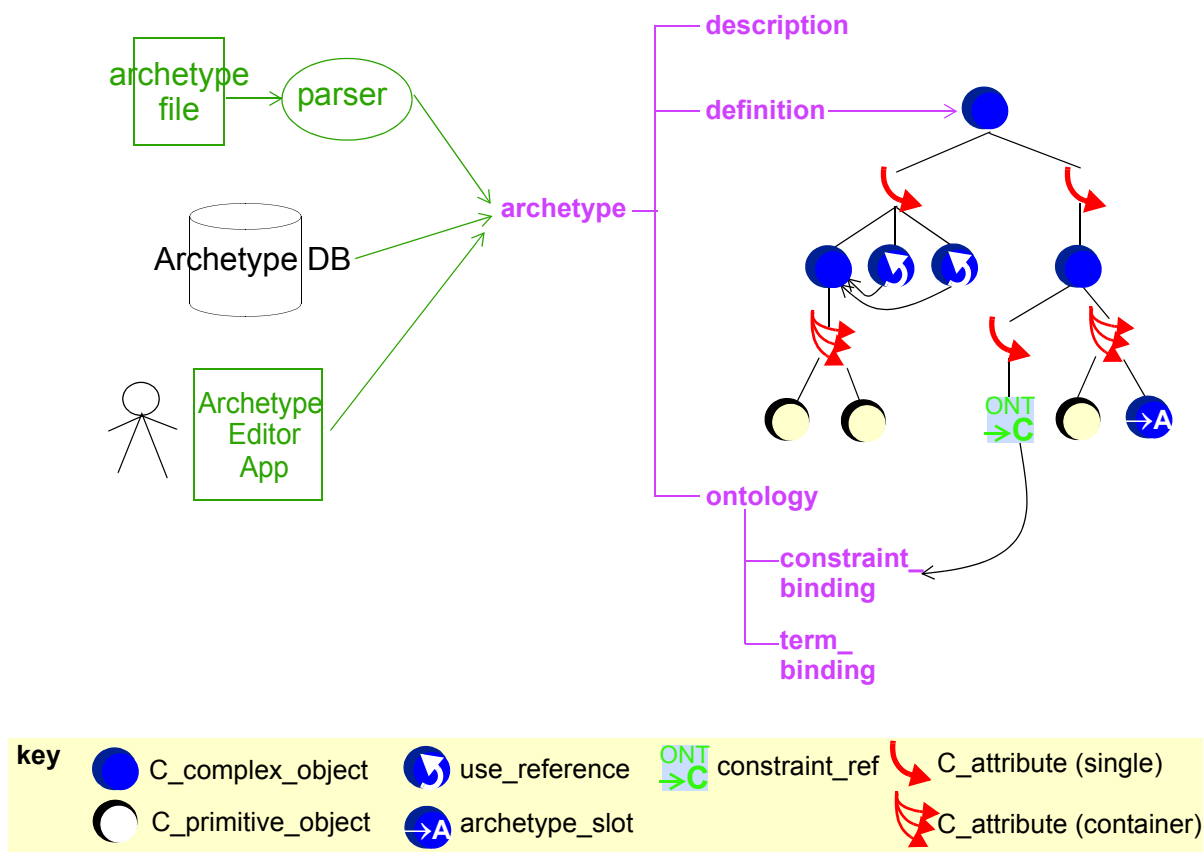 description
archetype
file
parser
definition
archetype
Archetype DB
Archetype
Editor
App
ONT
→C
→A
ontology
constraint_
binding
term_
binding
key
C_complex_object
use_reference
ONT
→C
constraint_ref
C_attribute (single)
C_primitive_object
→A
archetype_slot
C_attribute (container)